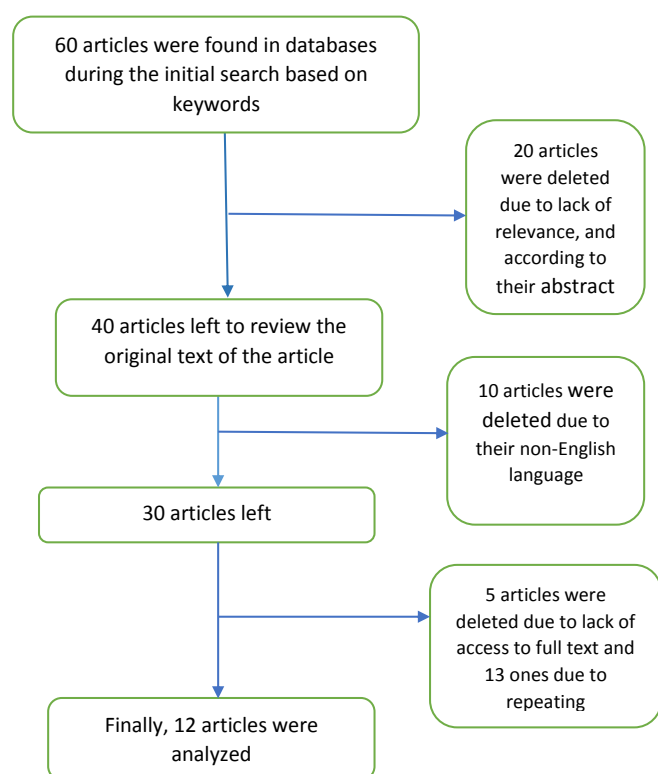 60 articles were found in databases
during the initial search based on
keywords
20 articles
were deleted
due to lack of
relevance, and
according to
their abstract
40 articles left to review the
original text of the article
10 articles were
deleted due to
their non-English
language
30 articles left
5 articles were
deleted due to lack of
access to full text and
13 ones due to
repeating
Finally, 12 articles were
analyzed